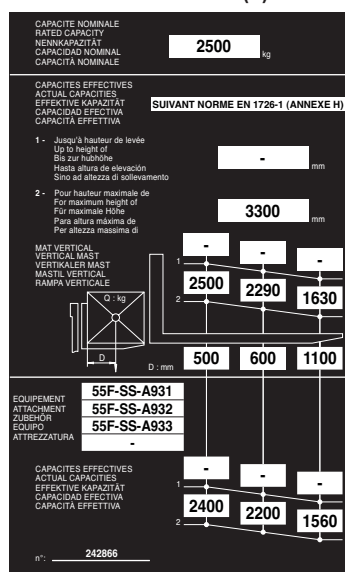 CAPACITE NOMINALE
RATED CAPACITY
NENNKAPAZITÄT
CAPACIDAD NOMINAL
CAPACITÀ NOMINALE
2500 kg
CAPACITES EFFECTIVES
ACTUAL CAPACITIES
EFFEKTIVE KAPAZITÄT
CAPACIDAD EFECTIVA
CAPACITÀ EFFETTIVA
SUIVANT NORME EN 1726-1 (ANNEXE H)
1 - Jusqu'à hauteur de levée
Up to height of
Bis zur hubhöhe
Hasta altura de elevación
Sino ad altezza di sollevamento
- mm
2 - Pour hauteur maximale de
For maximum height of
Für maximale Höhe
Para altura máxima de
Per altezza massima di
3300 mm
MAT VERTICAL
VERTICAL MAST
VERTIKALER MAST
MASTIL VERTICAL
RAMPA VERTICALE
1 - - -
2 2500 2290 1630
Q : kg
D
D : mm 500 600 1100
EQUIPEMENT
ATTACHMENT
ZUBEHÖR
EQUIPO
ATTREZZATURA
55F-SS-A931
55F-SS-A932
55F-SS-A933
-
CAPACITES EFFECTIVES
ACTUAL CAPACITIES
EFFEKTIVE KAPAZITÄT
CAPACIDAD EFECTIVA
CAPACITÀ EFFETTIVA
1 - - -
2 2400 2200 1560
n°: 242866